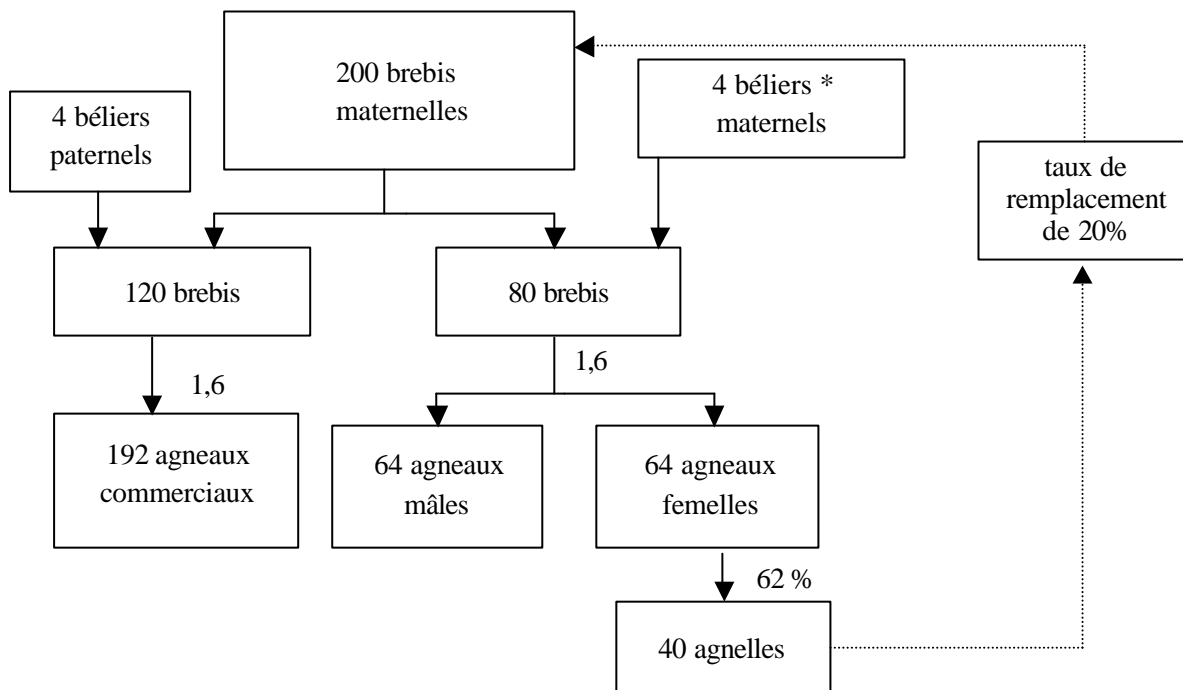 200 brebis
maternelles
4 béliers
paternels
4 béliers *
maternels
taux de
remplacement
de 20%
120 brebis
80 brebis
1,6
1,6
192 agneaux
commerciaux
64 agneaux
mâles
64 agneaux
femelles
62 %
40 agnelles